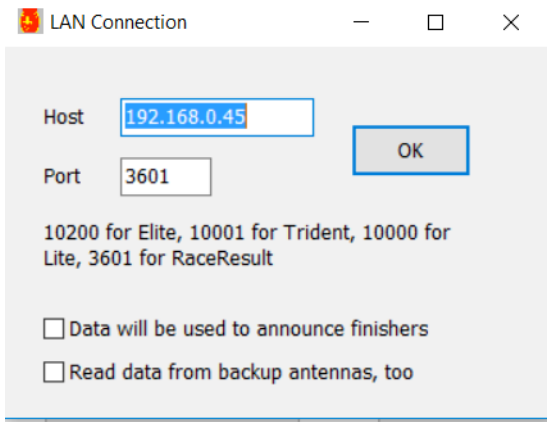 LAN Connection
Host 192.168.0.45
OK
Port 3601
10200 for Elite, 10001 for Trident, 10000 for
Lite, 3601 for RaceResult
Data will be used to announce finishers
Read data from backup antennas, too